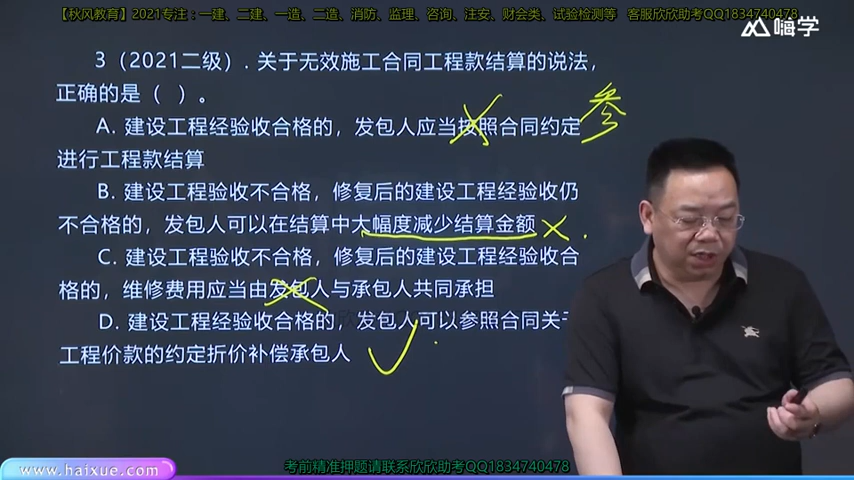 【秋风教育】2021专注：一建、二建、一造、二造、消防、监理、咨询、注安、财会类、试验检测等 客服欣欣助考QQ1834740478
嗨学
3（2021二级）. 关于无效施工合同工程款结算的说法，
正确的是（ ）。
参
A. 建设工程经验收合格的，发包人应当按照合同约定
进行工程款结算
B. 建设工程验收不合格，修复后的建设工程经验收仍
不合格的，发包人可以在结算中大幅度减少结算金额
C. 建设工程验收不合格，修复后的建设工程经验收合
格的，维修费用应当由发包人与承包人共同承担
D. 建设工程经验收合格的，发包人可以参照合同关于
工程价款的约定折价补偿承包人
www.haixue.com
考前精准押题请联系欣欣助考QQ1834740478